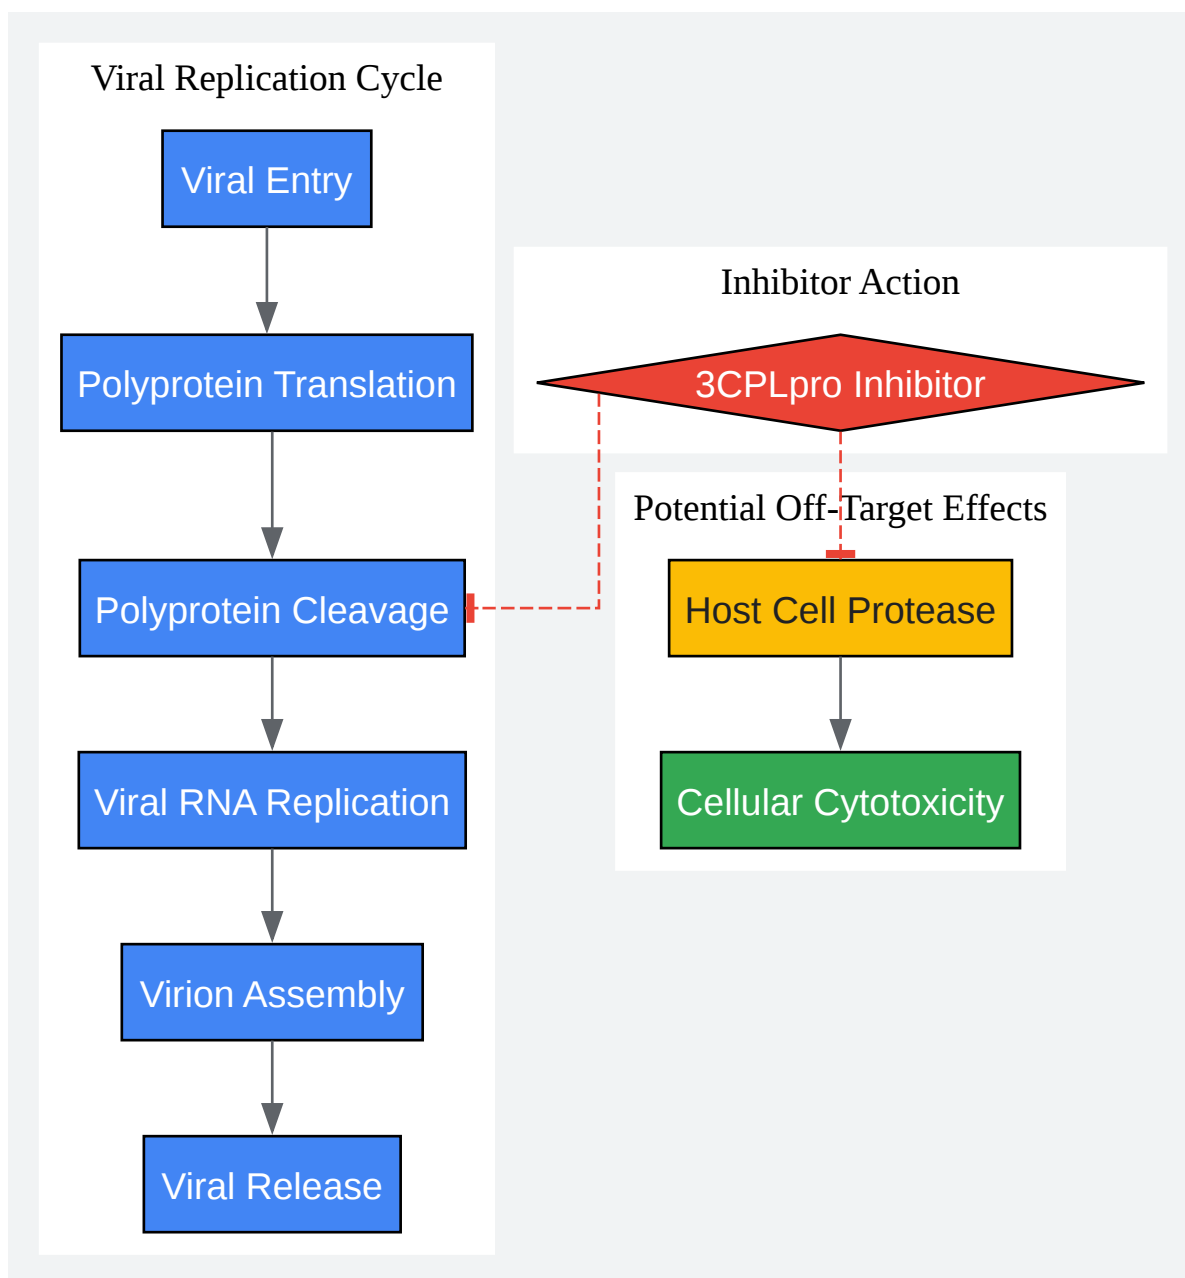 Viral Replication Cycle
Viral Entry
Polyprotein Translation
Polyprotein Cleavage
Viral RNA Replication
Virion Assembly
Viral Release
Inhibitor Action
3CPLpro Inhibitor
Potential Off-Target Effects
Host Cell Protease
Cellular Cytotoxicity